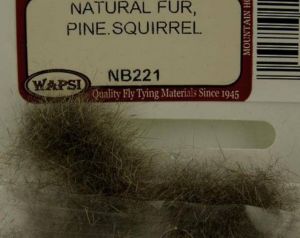 NATURAL FUR,
PINE.SQUIRREL
NB221
WAPSI
Quality Fly Tying Materials Since 1945